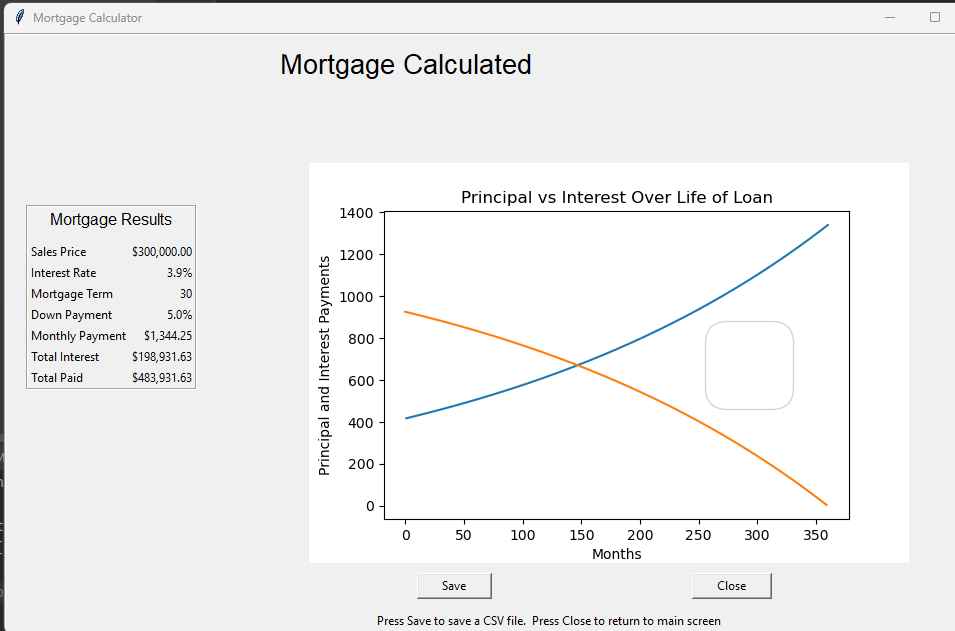 Mortgage Calculator
Mortgage Calculated
Mortgage Results
Sales Price $300,000.00
Interest Rate 3.9%
Mortgage Term 30
Down Payment 5.0%
Monthly Payment $1,344.25
Total Interest $198,931.63
Total Paid $483,931.63
Principal vs Interest Over Life of Loan
Principal and Interest Payments
1400
1200
1000
800
600
400
200
0
0 50 100 150 200 250 300 350
Months
Save Close
Press Save to save a CSV file. Press Close to return to main screen